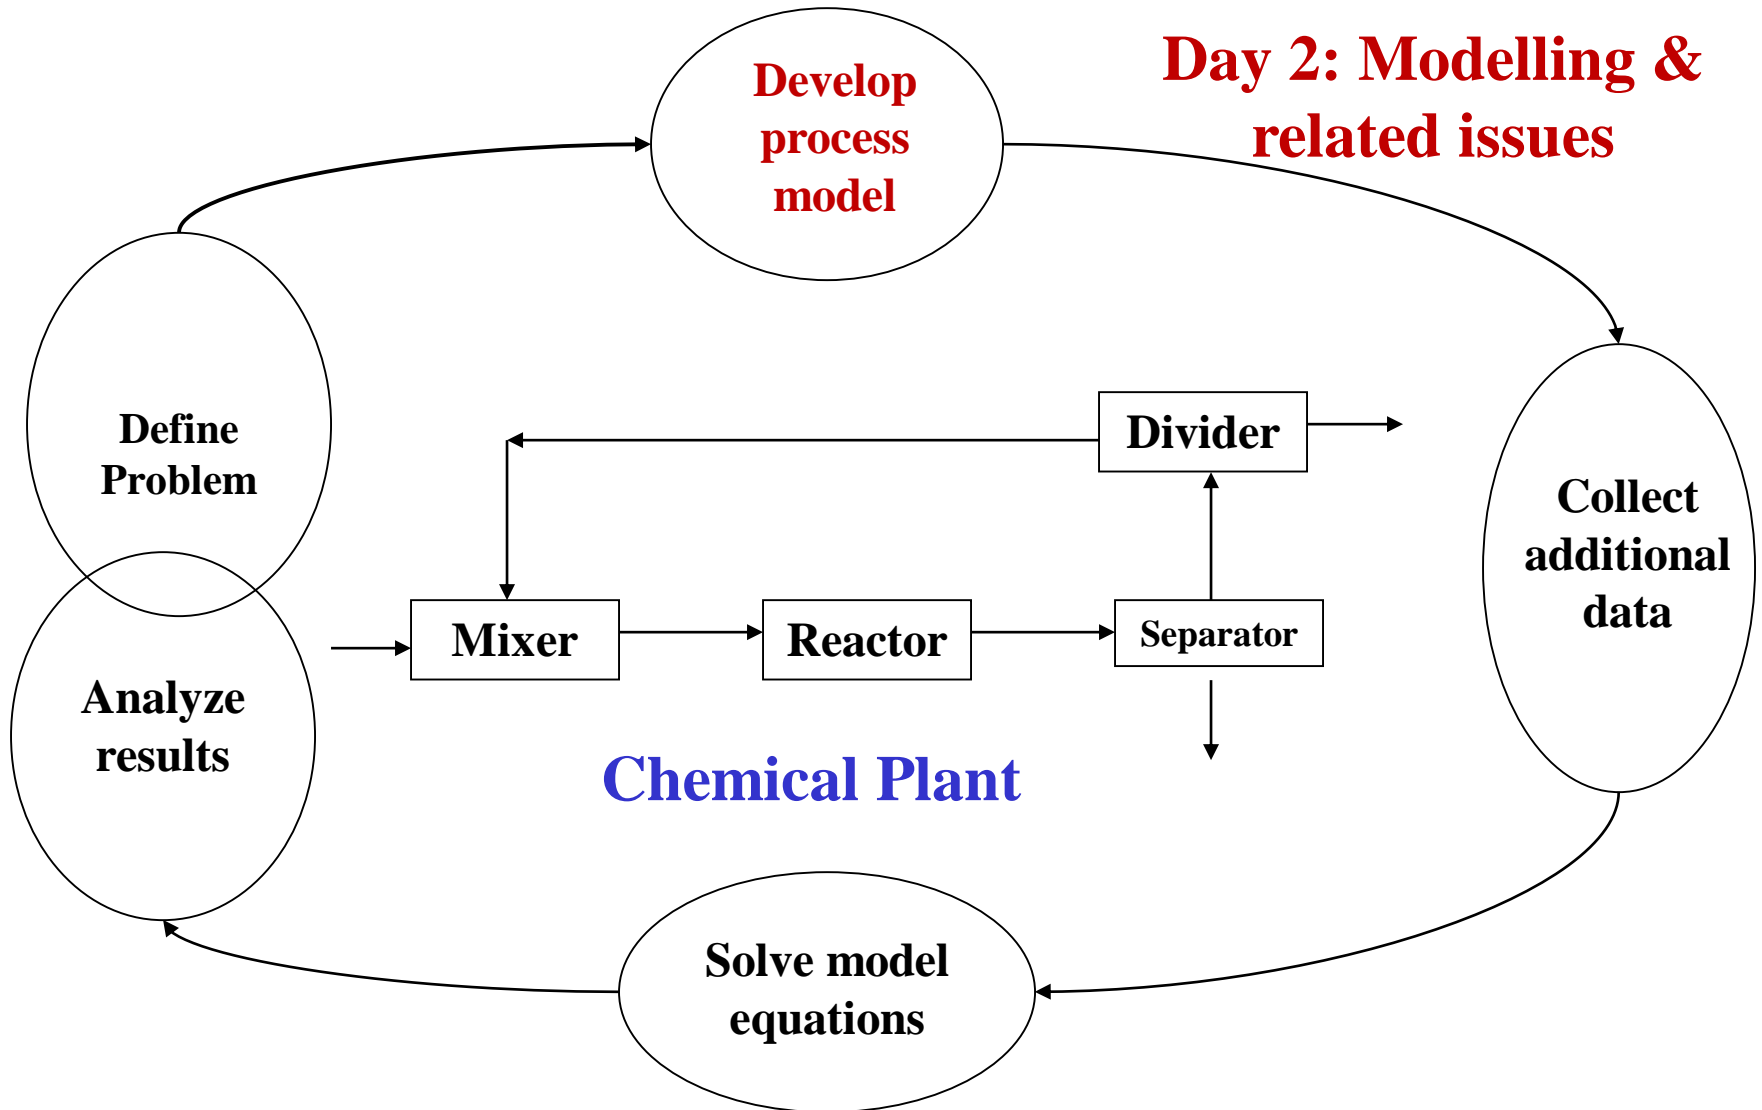 Day 2: Modelling &
related issues
Develop
process
model
Define
Problem
Divider
Collect
additional
data
Mixer
Reactor
Separator
Analyze
results
Chemical Plant
Solve model
equations